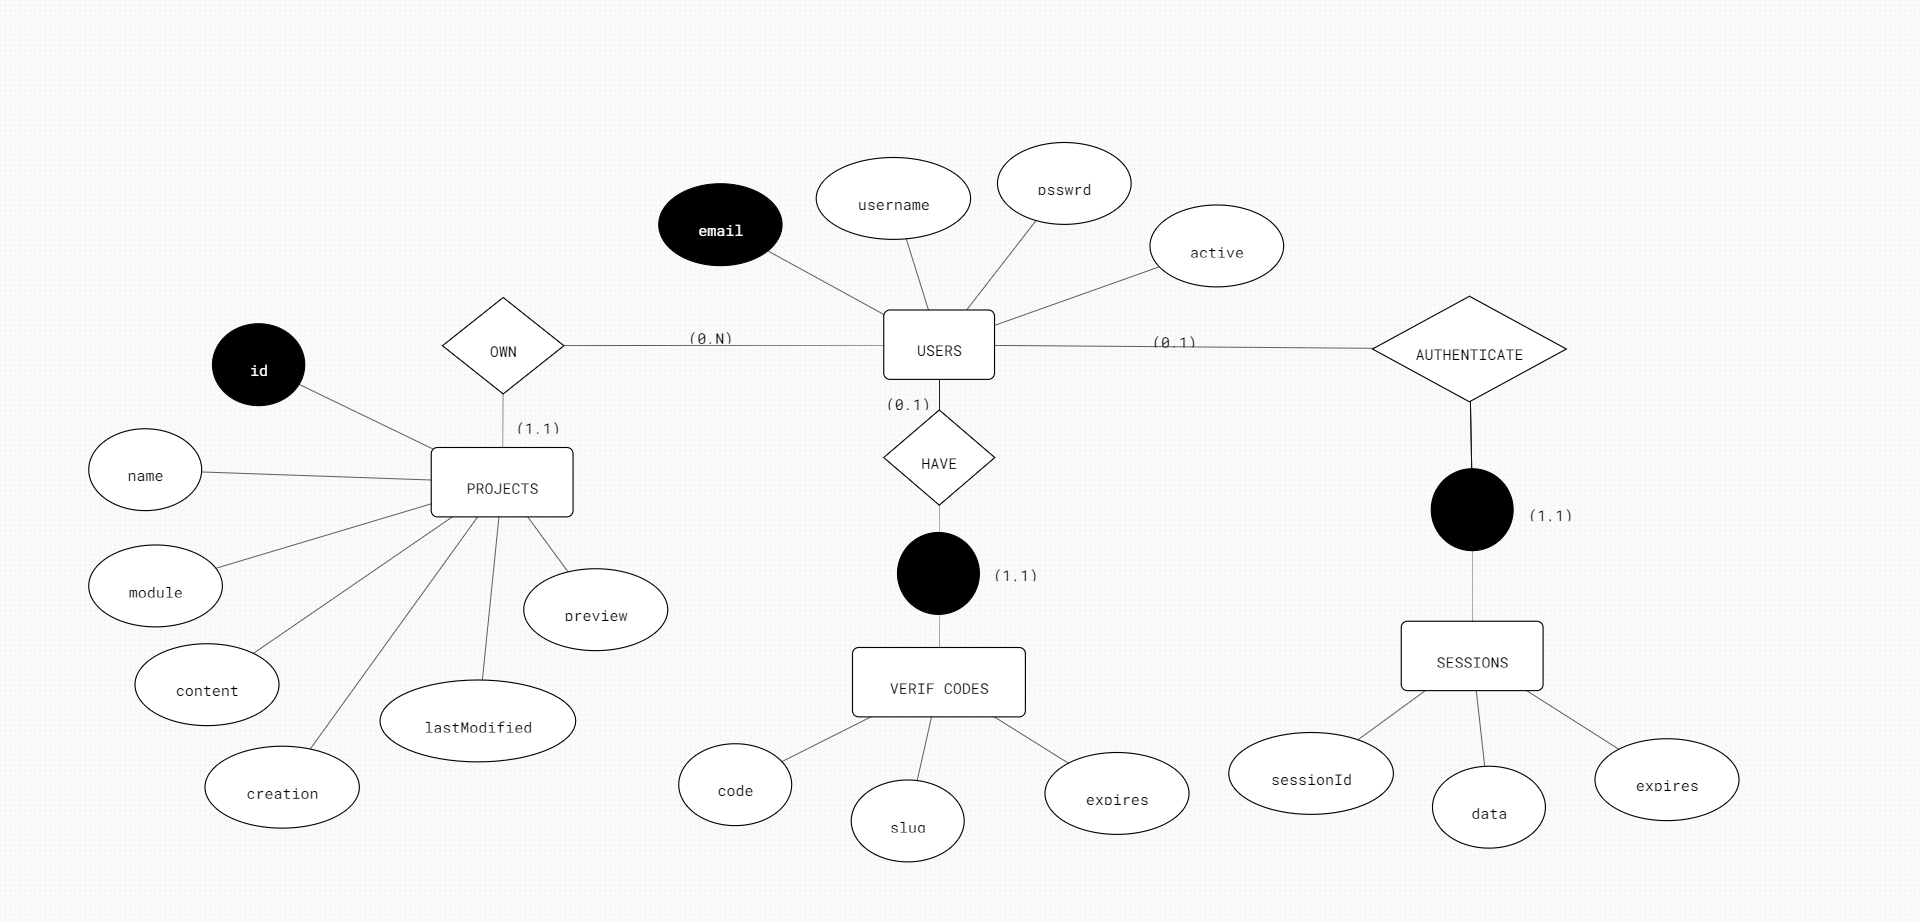 psswrd
username
email
active
(0.N)
(0.1)
OWN
USERS
AUTHENTICATE
id
(0.1)
(1.1)
HAVE
name
PROJECTS
(1.1)
(1.1)
module
preview
content
SESSIONS
VERIF CODES
lastModified
creation
code
slug
expires
sessionId
data
expires